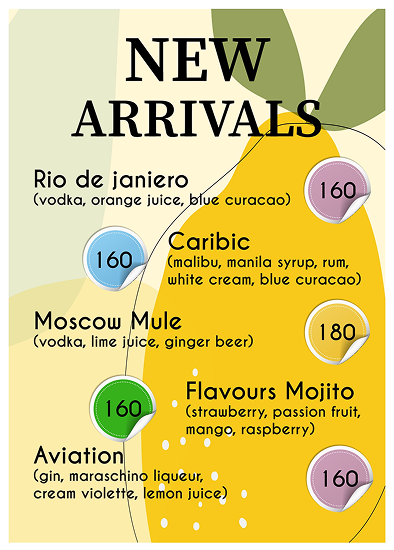 NEW
ARRIVALS
Rio de janiero
(vodka, orange juice, blue curacao)
160
Caribic
160
(malibu, manila syrup, rum,
white cream, blue curacao)
Moscow Mule
180
(vodka, lime juice, ginger beer)
Flavours Mojito
160
(strawberry, passion fruit,
mango, raspberry)
Aviation
(gin, maraschino liqueur,
160
cream violette, lemon juice)